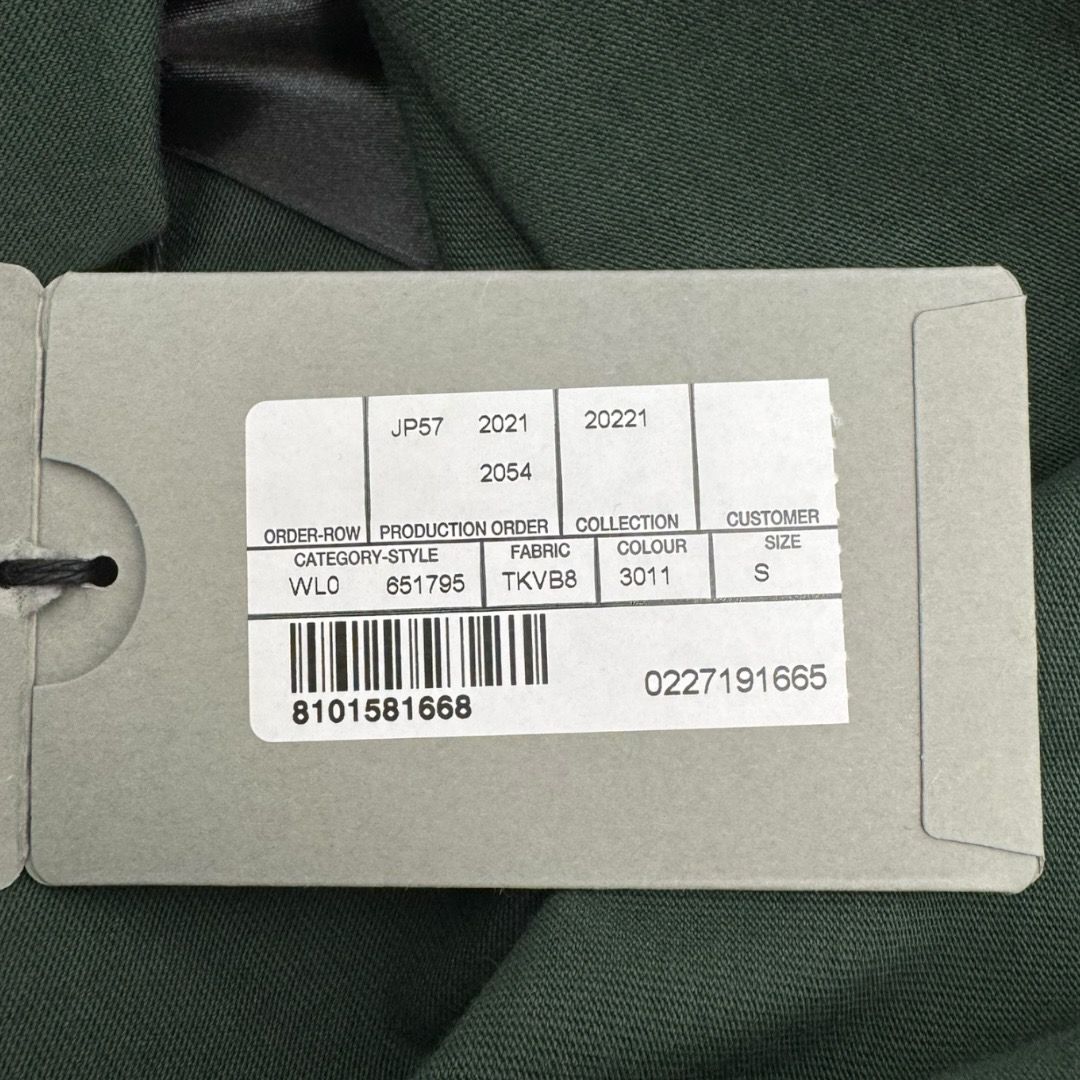 JP57 2021 20221
2054
ORDER-ROW PRODUCTION ORDER COLLECTION CUSTOMER
CATEGORY-STYLE FABRIC COLOUR SIZE
WL0 651795 TKVB8 3011 S
8101581668 0227191665